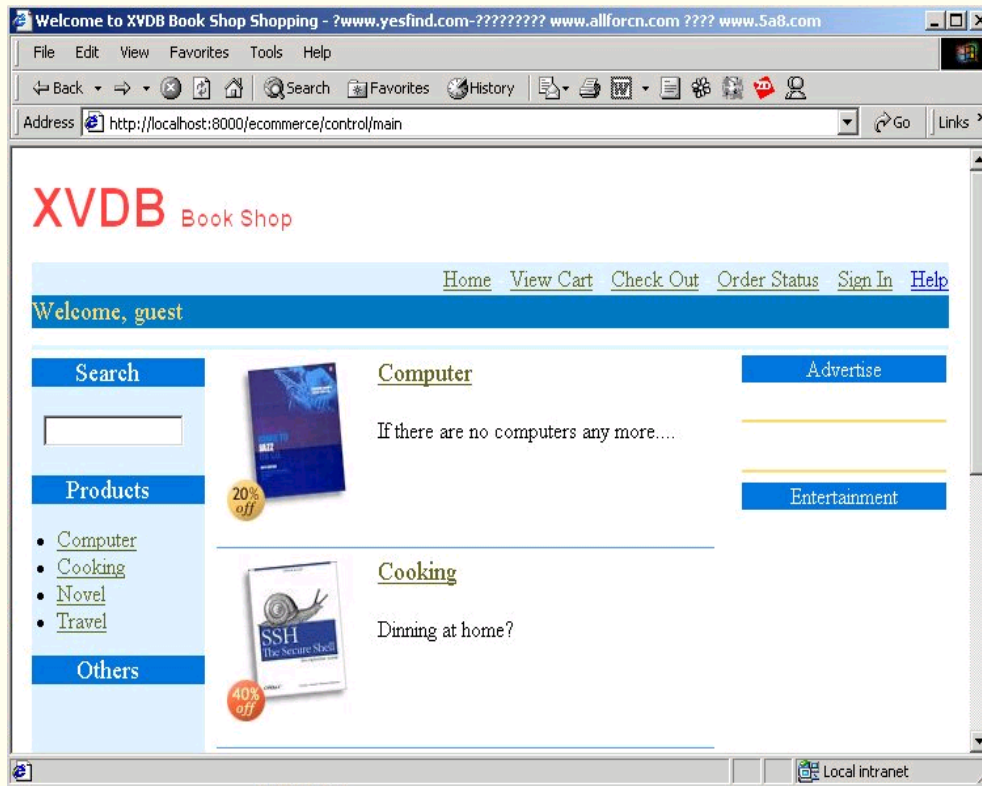 Welcome to XVDB Book Shop Shopping - ?www.yesfind.com-????????? www.allforcn.com ???? www.5a8.com
File Edit View Favorites Tools Help
Back Search Favorites History
Address http://localhost:8000/ecommerce/control/main Go Links
XVDB Book Shop
Home View Cart Check Out Order Status Sign In Help
Welcome, guest
Search
Products
Computer
Cooking
Novel
Travel
Others
Computer
If there are no computers any more....
JAZZ
20% off
Cooking
Dinning at home?
SSH
The Secure Shell
40% off
Advertise
Entertainment
Local intranet